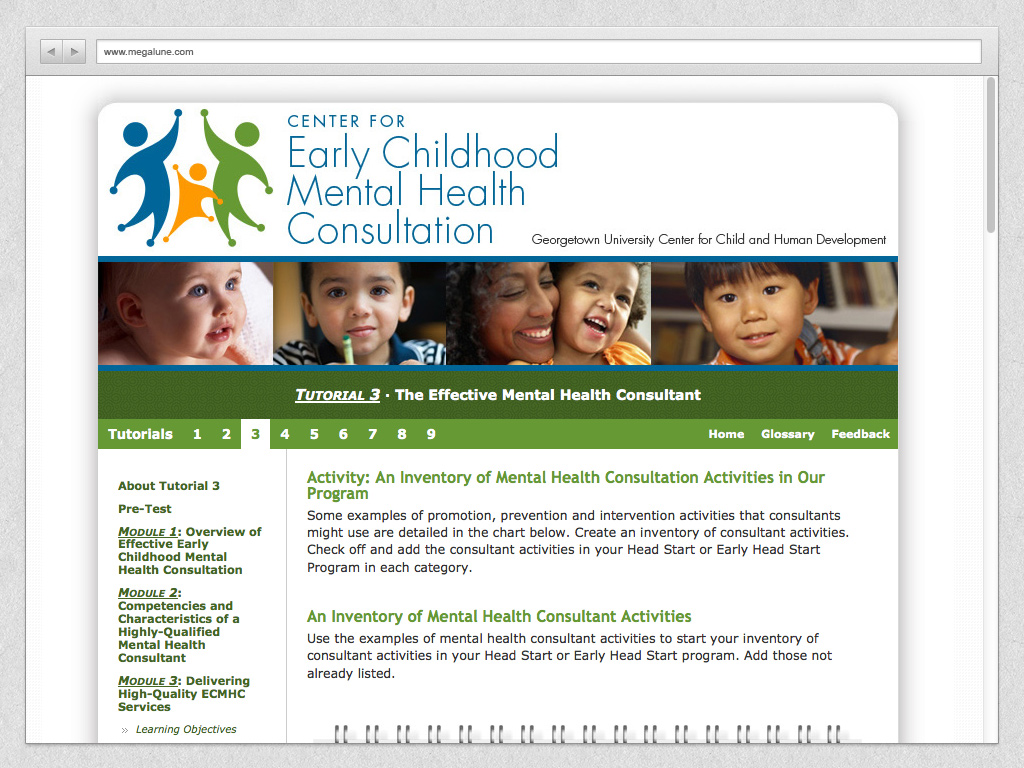 www.megalune.com
CENTER FOR
Early Childhood
Mental Health
Consultation
Georgetown University Center for Child and Human Development
TUTORIAL 3 · The Effective Mental Health Consultant
Tutorials 1 2 3 4 5 6 7 8 9 Home Glossary Feedback
About Tutorial 3
Pre-Test
MODULE 1: Overview of
Effective Early
Childhood Mental
Health Consultation
MODULE 2:
Competencies and
Characteristics of a
Highly-Qualified
Mental Health
Consultant
MODULE 3: Delivering
High-Quality ECMHC
Services
» Learning Objectives
Activity: An Inventory of Mental Health Consultation Activities in Our
Program
Some examples of promotion, prevention and intervention activities that consultants
might use are detailed in the chart below. Create an inventory of consultant activities.
Check off and add the consultant activities in your Head Start or Early Head Start
Program in each category.
An Inventory of Mental Health Consultant Activities
Use the examples of mental health consultant activities to start your inventory of
consultant activities in your Head Start or Early Head Start program. Add those not
already listed.